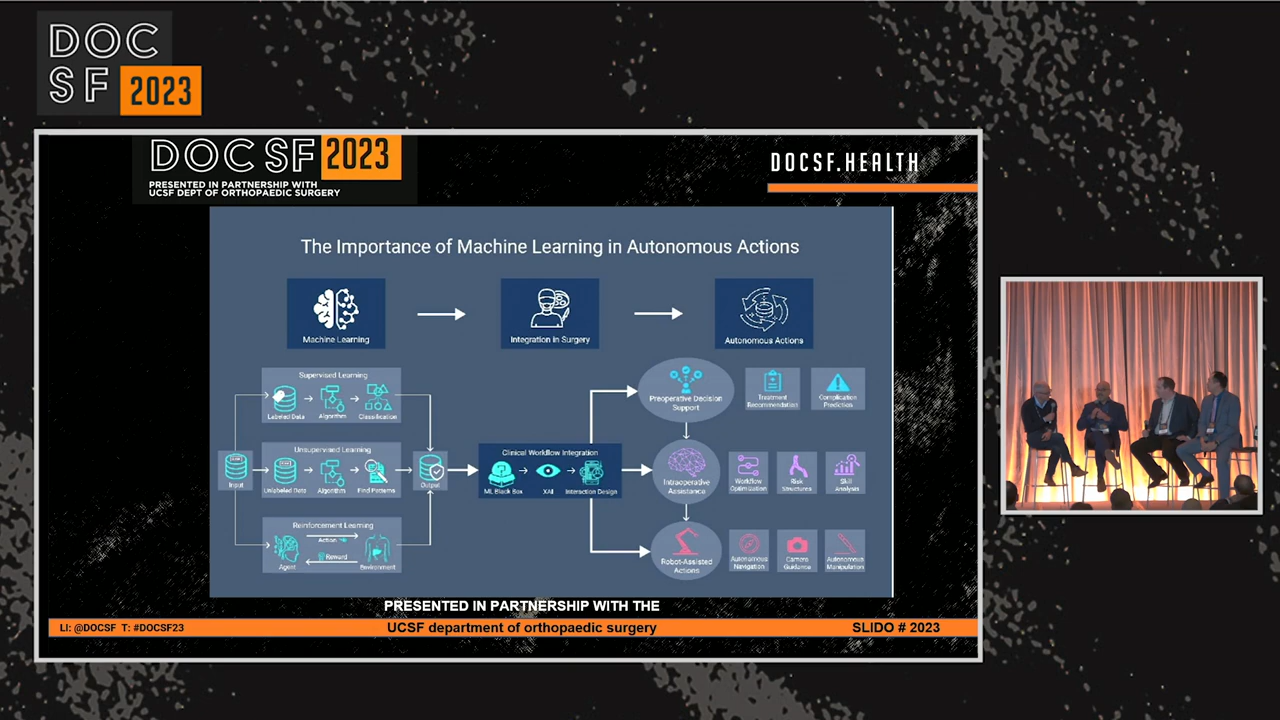 DOC
SF 2023
DOC SF 2023
PRESENTED IN PARTNERSHIP WITH
UCSF DEPT OF ORTHOPAEDIC SURGERY
DOCSF.HEALTH
The Importance of Machine Learning in Autonomous Actions
Machine Learning
Integration in Surgery
Autonomous Actions
Supervised Learning
Labeled Data
Algorithm
Classification
Unsupervised Learning
Input
Unlabeled Data
Algorithm
Find Patterns
Output
Reinforcement Learning
Action
Reward
Agent
Environment
Clinical Workflow Integration
ML Black Box
XAI
Interaction Design
Preoperative Decision
Support
Treatment
Recommendation
Complication
Prediction
Intraoperative
Assistance
Workflow
Optimization
Risk
Structures
Skill
Analysis
Robot-Assisted
Actions
Autonomous
Navigation
Camera
Guidance
Autonomous
Manipulation
PRESENTED IN PARTNERSHIP WITH THE
LI: @DOCSF T: #DOCSF23
UCSF department of orthopaedic surgery
SLIDO # 2023